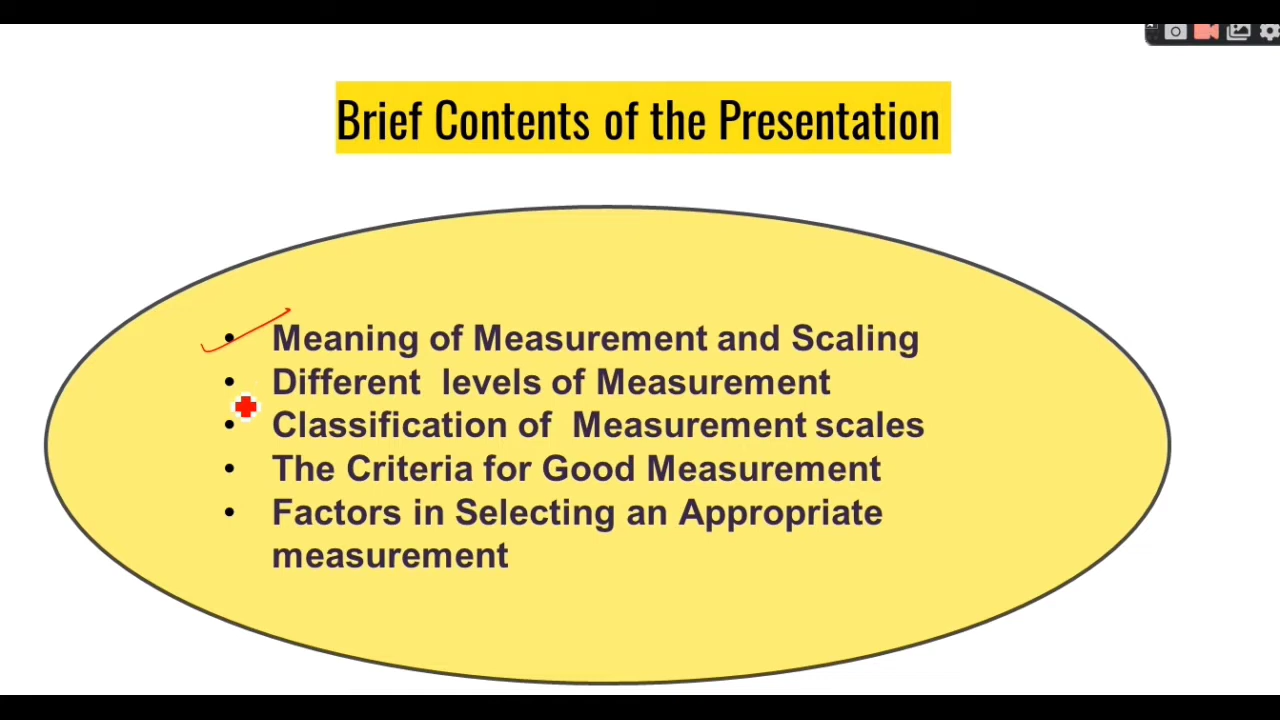 Brief Contents of the Presentation
• Meaning of Measurement and Scaling
• Different levels of Measurement
• Classification of Measurement scales
• The Criteria for Good Measurement
• Factors in Selecting an Appropriate
measurement